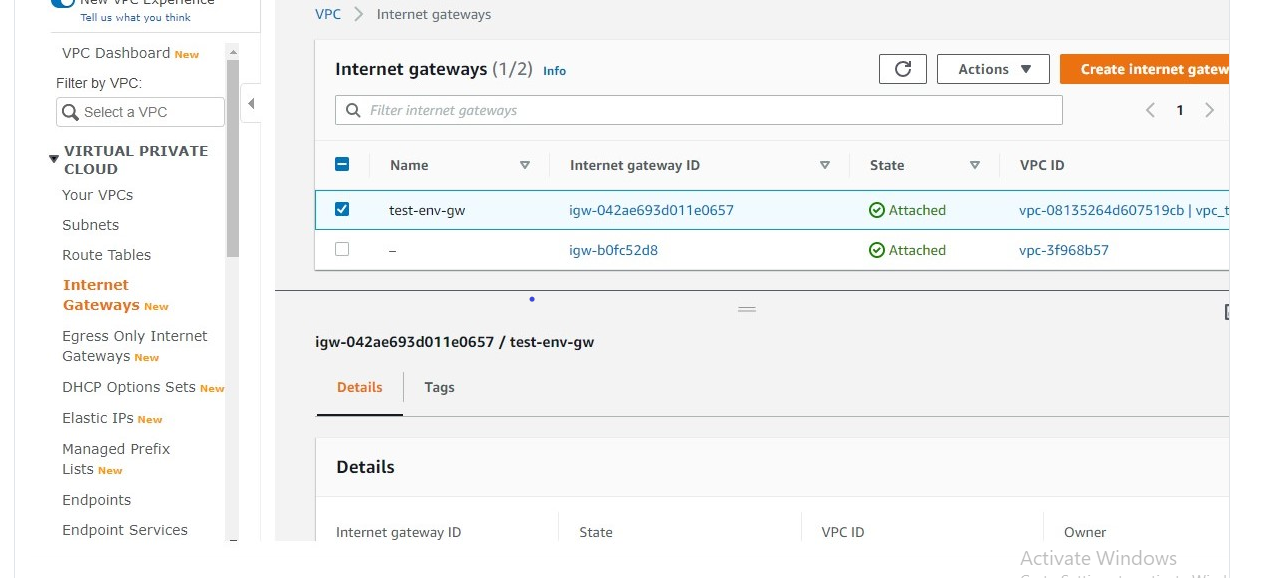 New VPC Experience
Tell us what you think
VPC Dashboard New
Filter by VPC:
Select a VPC
VIRTUAL PRIVATE
CLOUD
Your VPCs
Subnets
Route Tables
Internet
Gateways New
Egress Only Internet
Gateways New
DHCP Options Sets New
Elastic IPs New
Managed Prefix
Lists New
Endpoints
Endpoint Services
VPC > Internet gateways
Internet gateways (1/2) Info
Actions
Create internet gatew
Filter internet gateways
1
Name Internet gateway ID State VPC ID
test-env-gw igw-042ae693d011e0657 Attached vpc-08135264d607519cb | vpc_t
– igw-b0fc52d8 Attached vpc-3f968b57
igw-042ae693d011e0657 / test-env-gw
Details Tags
Details
Internet gateway ID State VPC ID Owner
Activate Windows